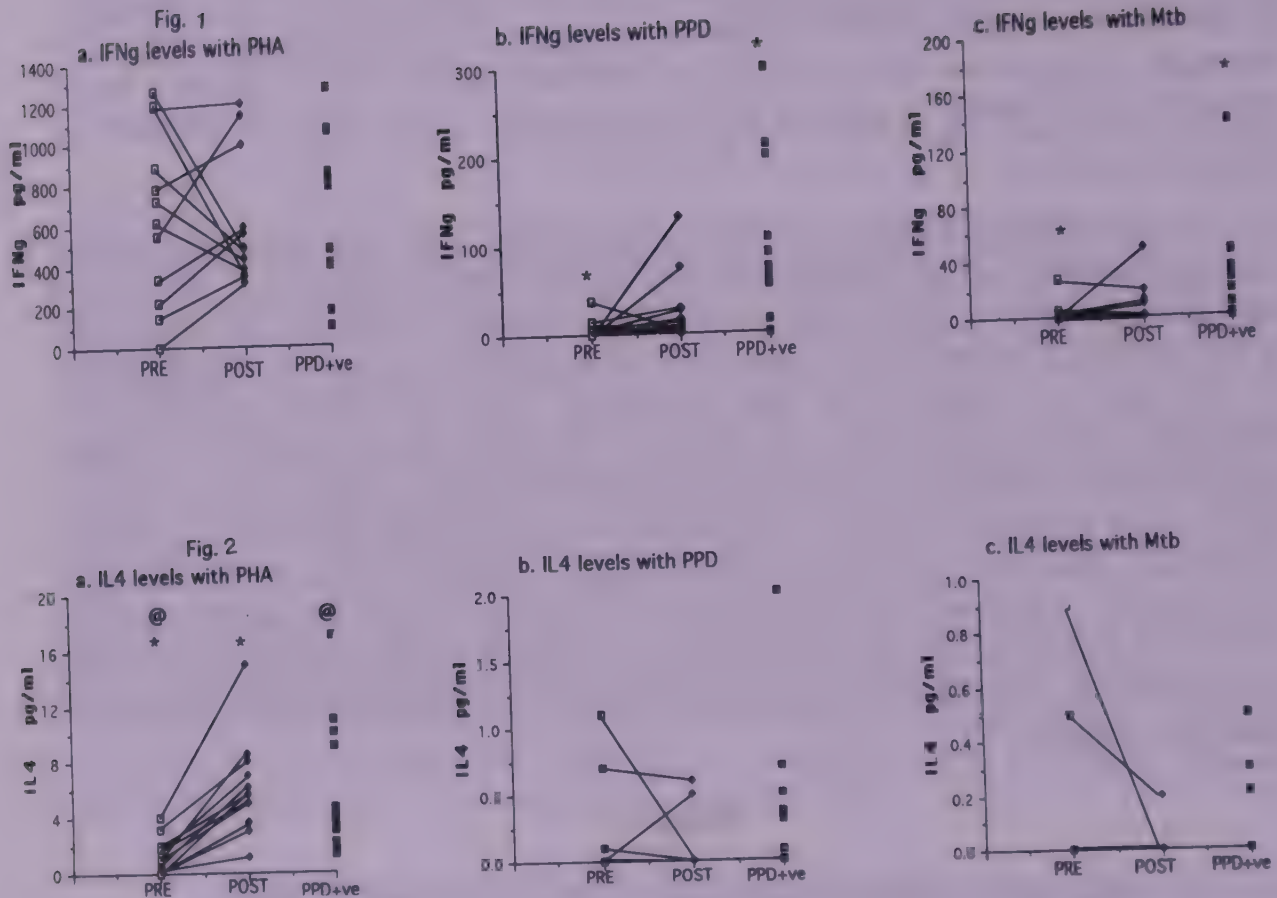 Fig. 1
a. IFNg levels with PHA
IFNg pg/ml
1400
1200
1000
800
600
400
200
0
PRE POST PPD+ve
b. IFNg levels with PPD
IFNg pg/ml
300
200
100
0
*
*
PRE POST PPD+ve
c. IFNg levels with Mtb
IFNg pg/ml
200
160
120
80
40
0
*
*
PRE POST PPD+ve
Fig. 2
a. IL4 levels with PHA
IL4 pg/ml
20
16
12
8
4
0
@ @
* *
PRE POST PPD+ve
b. IL4 levels with PPD
IL4 pg/ml
2.0
1.5
1.0
0.0
PRE POST PPD+ve
c. IL4 levels with Mtb
IL4 pg/ml
1.0
0.8
0.6
0.4
0.2
0.0
PRE POST PPD+ve